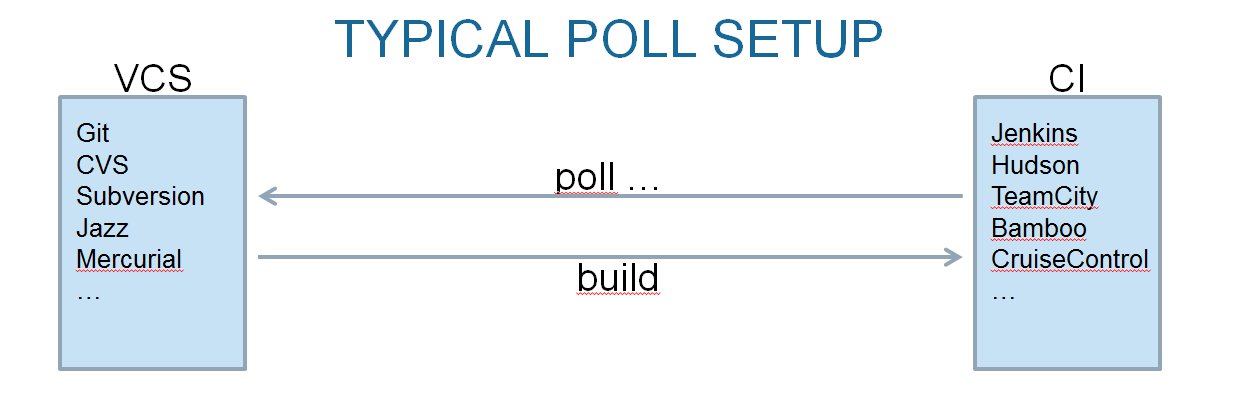 TYPICAL POLL SETUP
VCS
Git
CVS
Subversion
Jazz
Mercurial
…
poll …
build
CI
Jenkins
Hudson
TeamCity
Bamboo
CruiseControl
…